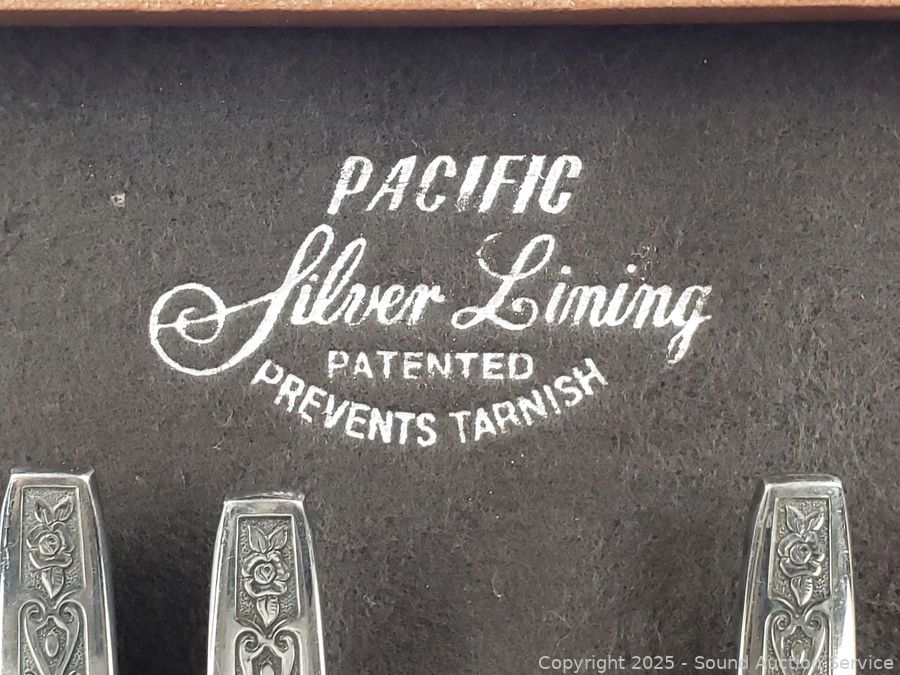 PACIFIC
Silver Lining
PATENTED
PREVENTS TARNISH
Copyright 2025 - Sound Auction Service